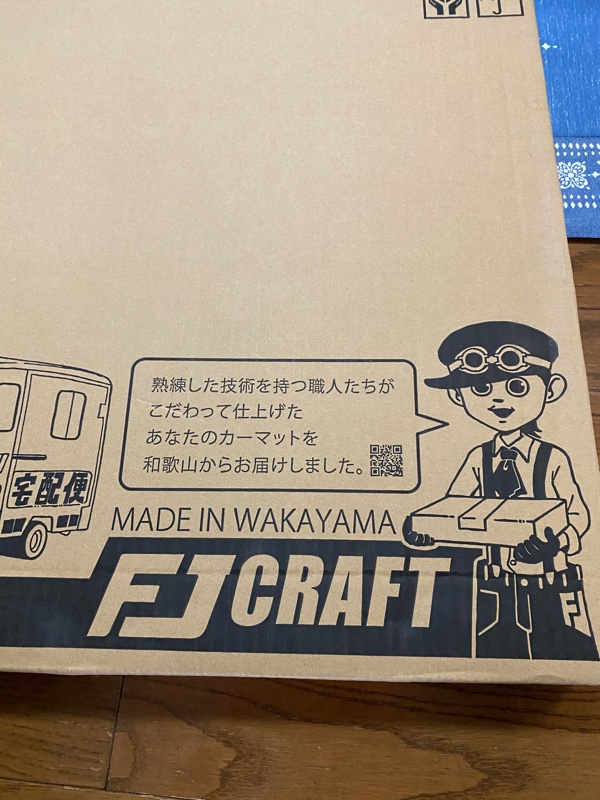 熟練した技術を持つ職人たちが
こだわって仕上げた
あなたのカーマットを
和歌山からお届けしました。
宅配便
MADE IN WAKAYAMA
FJ CRAFT
F